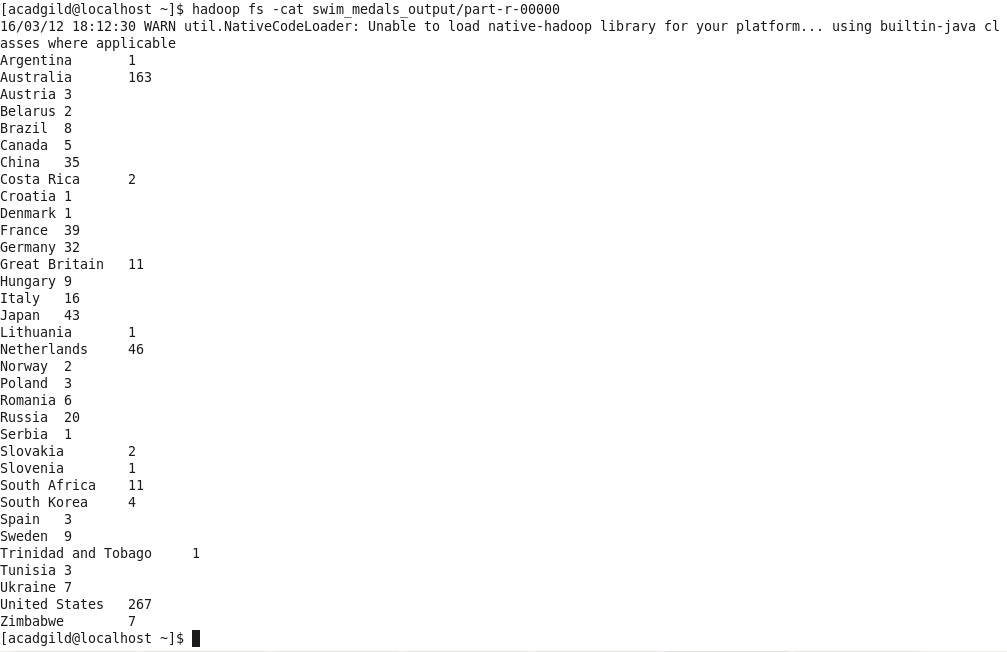 [acadgild@localhost ~]$ hadoop fs -cat swim_medals_output/part-r-00000
16/03/12 18:12:30 WARN util.NativeCodeLoader: Unable to load native-hadoop library for your platform... using builtin-java cl
asses where applicable
Argentina	1
Australia	163
Austria	3
Belarus	2
Brazil	8
Canada	5
China	35
Costa Rica	2
Croatia	1
Denmark	1
France	39
Germany	32
Great Britain	11
Hungary	9
Italy	16
Japan	43
Lithuania	1
Netherlands	46
Norway	2
Poland	3
Romania	6
Russia	20
Serbia	1
Slovakia	2
Slovenia	1
South Africa	11
South Korea	4
Spain	3
Sweden	9
Trinidad and Tobago	1
Tunisia	3
Ukraine	7
United States	267
Zimbabwe	7
[acadgild@localhost ~]$